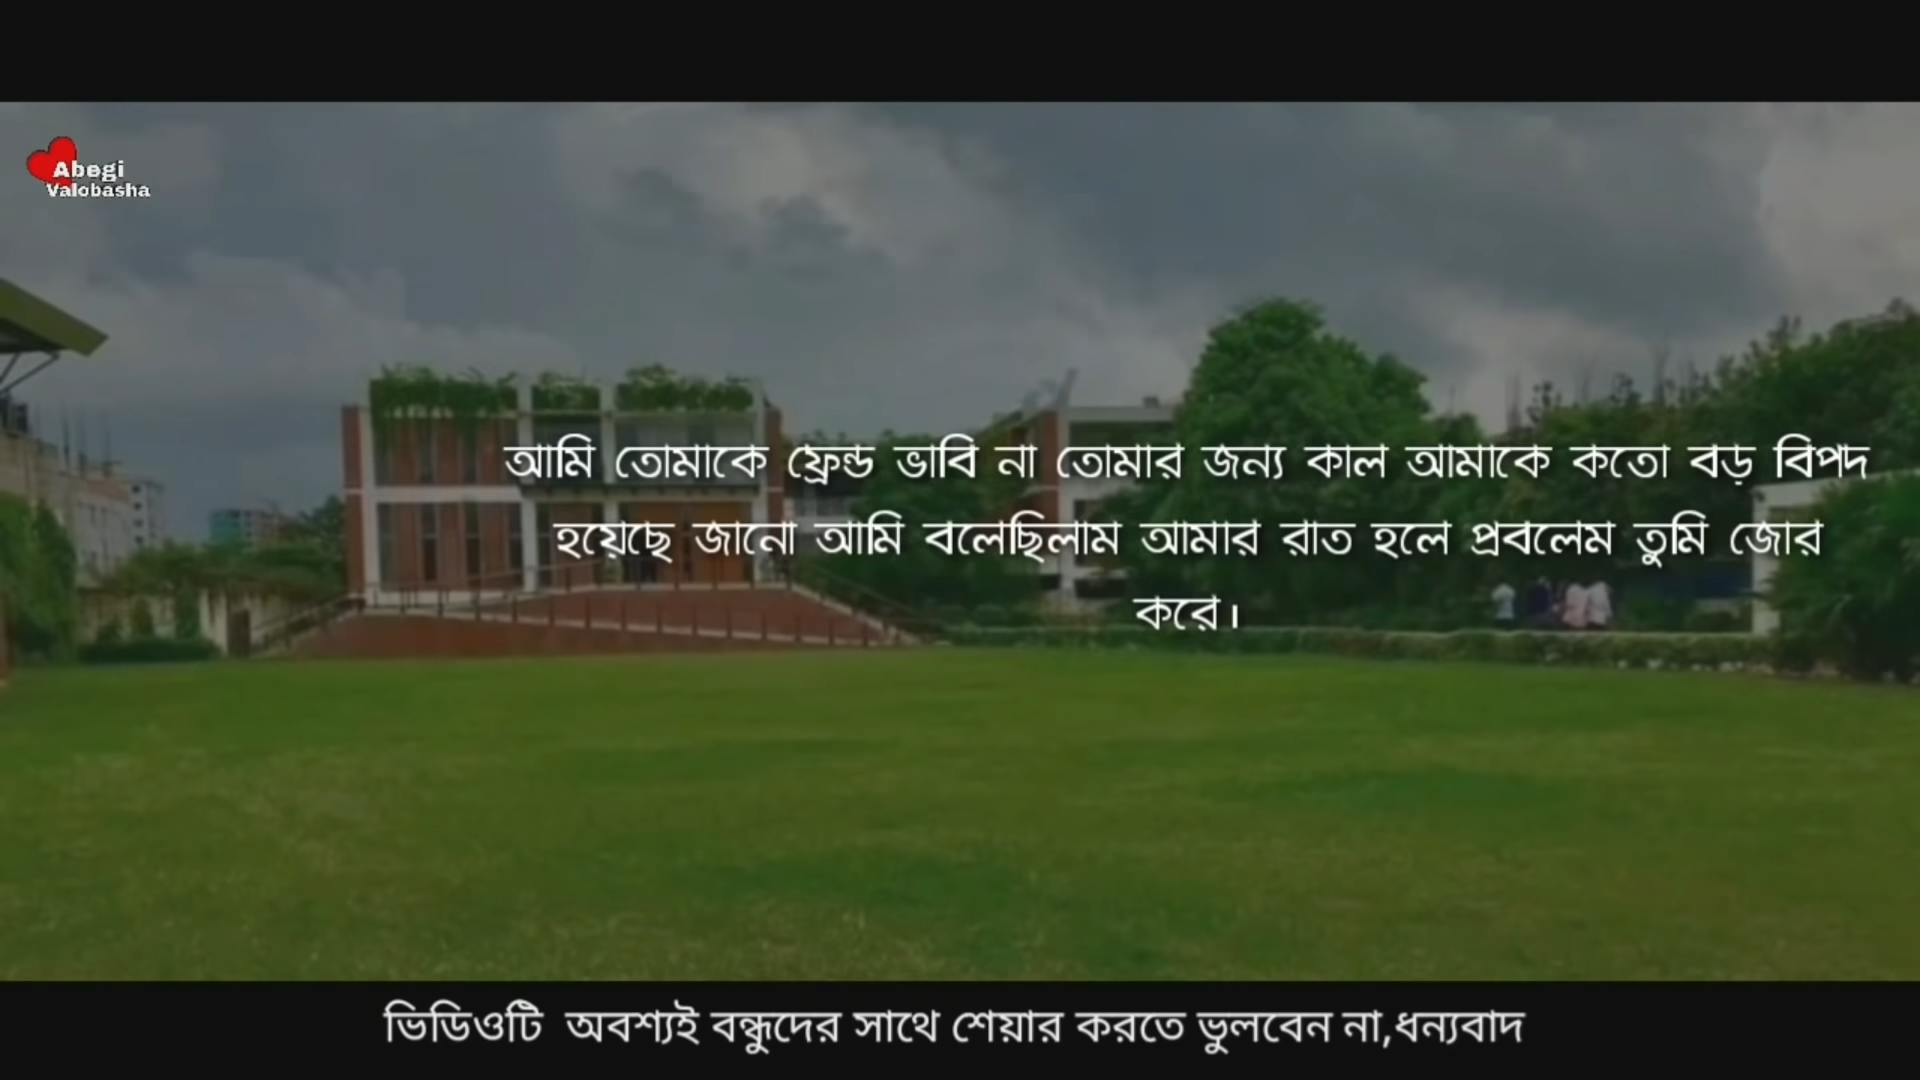 Abegi
Valobasha
আমি তোমাকে ফ্রেন্ড ভাবি না তোমার জন্য কাল আমাকে কতো বড় বিপদ
হয়েছে জানো আমি বলেছিলাম আমার রাত হলে প্রবলেম তুমি জোর
করে।
ভিডিওটি অবশ্যই বন্ধুদের সাথে শেয়ার করতে ভুলবেন না,ধন্যবাদ